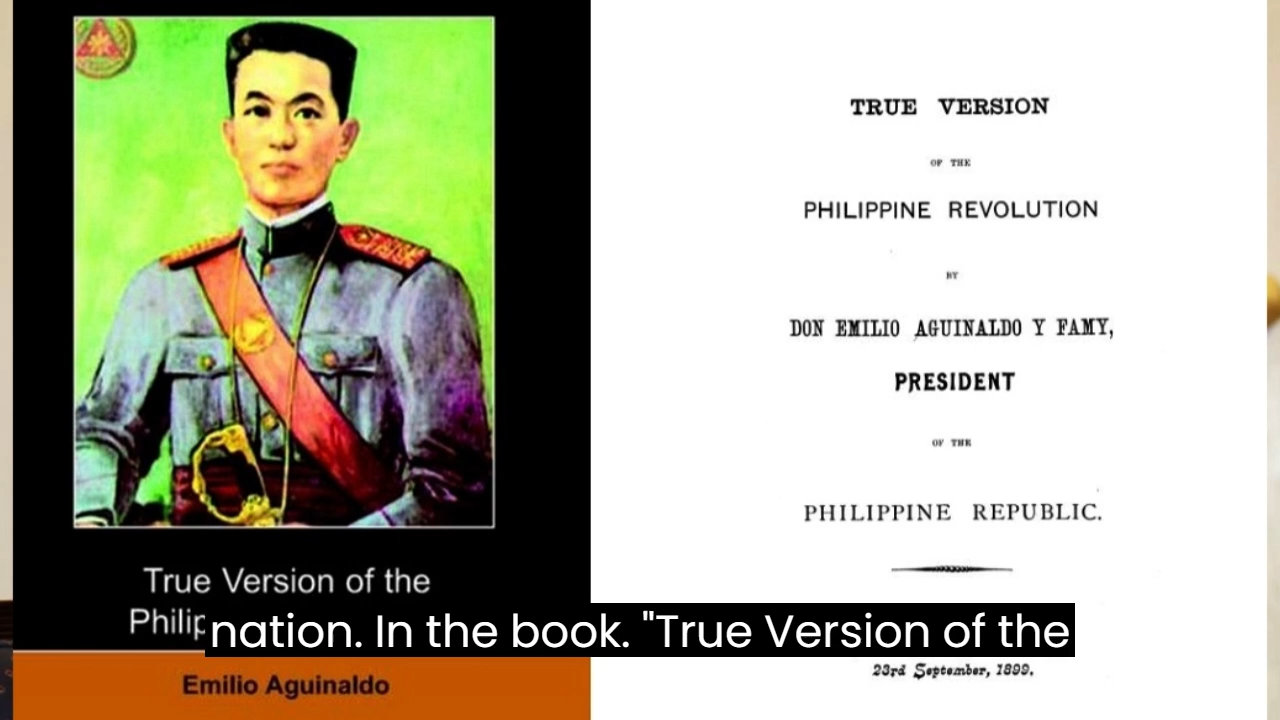 True Version of the
Philip
Emilio Aguinaldo
TRUE VERSION
OF THE
PHILIPPINE REVOLUTION
BY
DON EMILIO AGUINALDO Y FAMY,
PRESIDENT
OF THE
PHILIPPINE REPUBLIC.
23rd September, 1899.
nation. In the book. "True Version of the